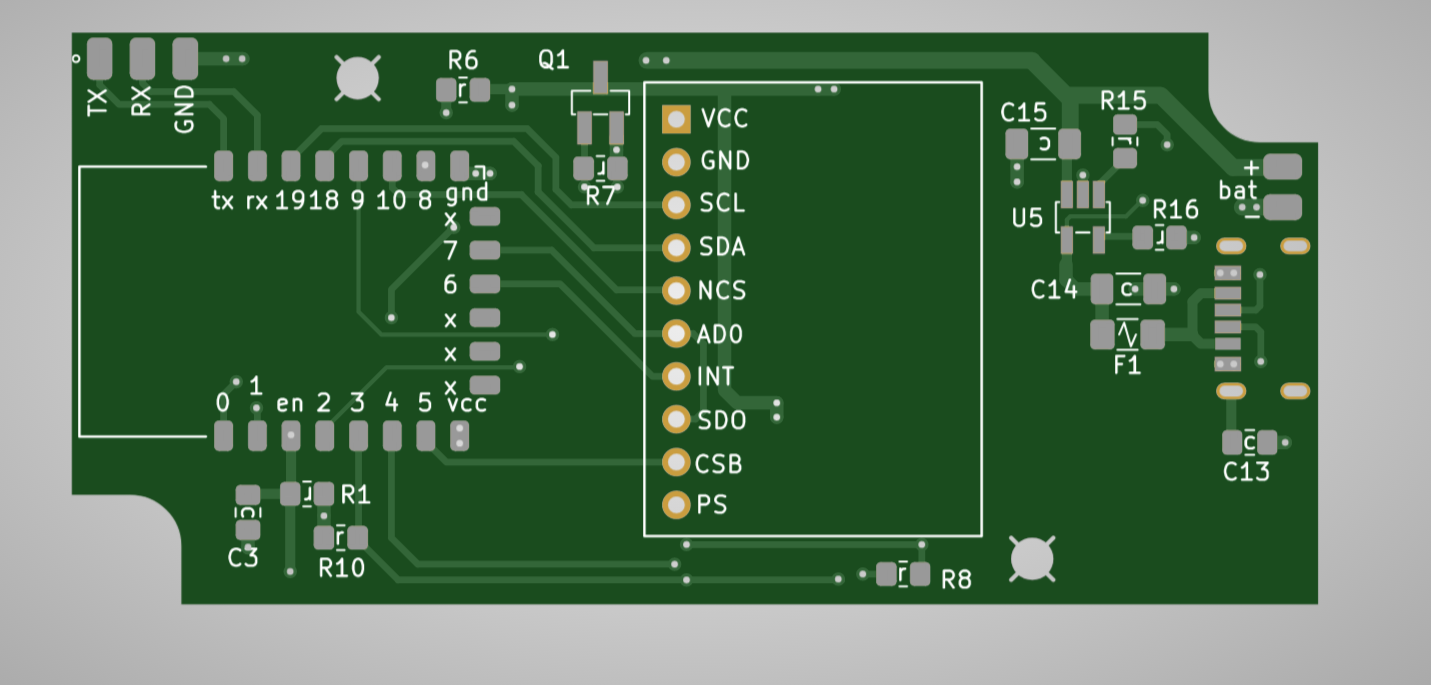 TX
RX
GND
R6
Q1
R7
tx rx 19 18 9 10 8 gnd
x
7
6
x
x
x
0 1 en 2 3 4 5 vcc
C3
R1
R10
VCC
GND
SCL
SDA
NCS
AD0
INT
SDO
CSB
PS
R8
C15
R15
U5
R16
+
bat
−
C14
F1
C13